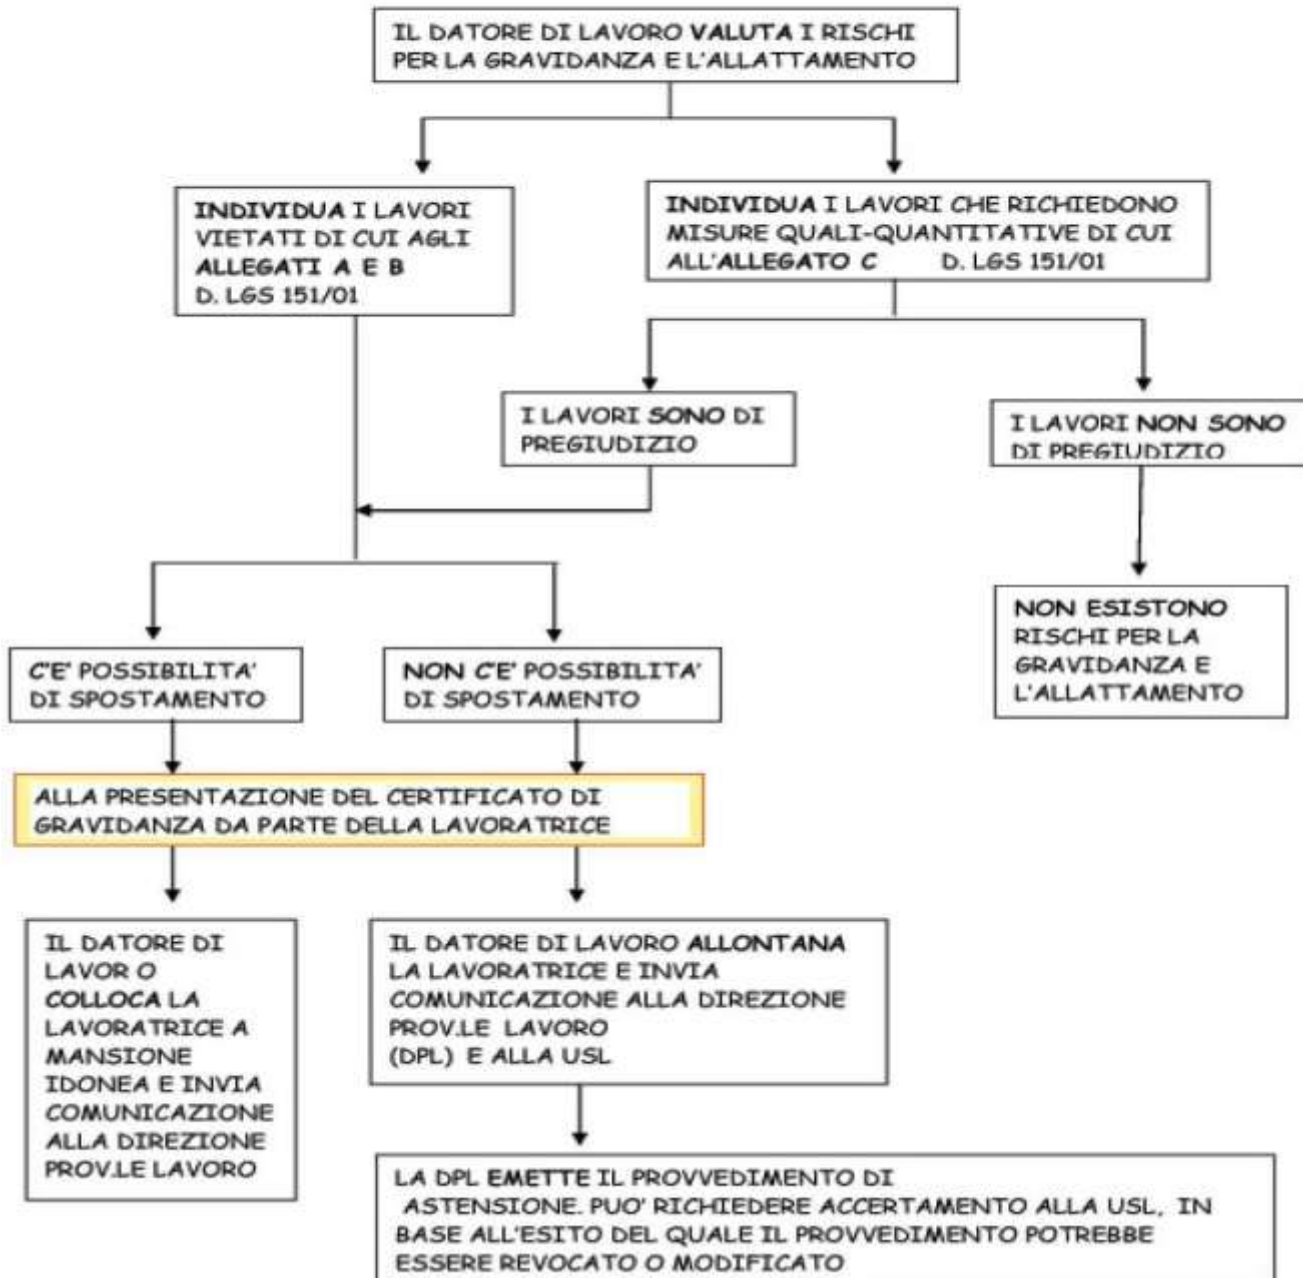 IL DATORE DI LAVORO VALUTA I RISCHI
PER LA GRAVIDANZA E L'ALLATTAMENTO
INDIVIDUA I LAVORI
VIETATI DI CUI AGLI
ALLEGATI A E B
D. LGS 151/01
INDIVIDUA I LAVORI CHE RICHIEDONO
MISURE QUALI-QUANTITATIVE DI CUI
ALL'ALLEGATO C D. LGS 151/01
I LAVORI SONO DI
PREGIUDIZIO
I LAVORI NON SONO
DI PREGIUDIZIO
NON ESISTONO
RISCHI PER LA
GRAVIDANZA E
L'ALLATTAMENTO
C'E' POSSIBILITA'
DI SPOSTAMENTO
NON C'E' POSSIBILITA'
DI SPOSTAMENTO
ALLA PRESENTAZIONE DEL CERTIFICATO DI
GRAVIDANZA DA PARTE DELLA LAVORATRICE
IL DATORE DI
LAVOR O
COLLOCA LA
LAVORATRICE A
MANSIONE
IDONEA E INVIA
COMUNICAZIONE
ALLA DIREZIONE
PROV.LE LAVORO
IL DATORE DI LAVORO ALLONTANA
LA LAVORATRICE E INVIA
COMUNICAZIONE ALLA DIREZIONE
PROV.LE LAVORO
(DPL) E ALLA USL
LA DPL EMETTE IL PROVVEDIMENTO DI
ASTENSIONE. PUO' RICHIEDERE ACCERTAMENTO ALLA USL, IN
BASE ALL'ESITO DEL QUALE IL PROVVEDIMENTO POTREBBE
ESSERE REVOCATO O MODIFICATO